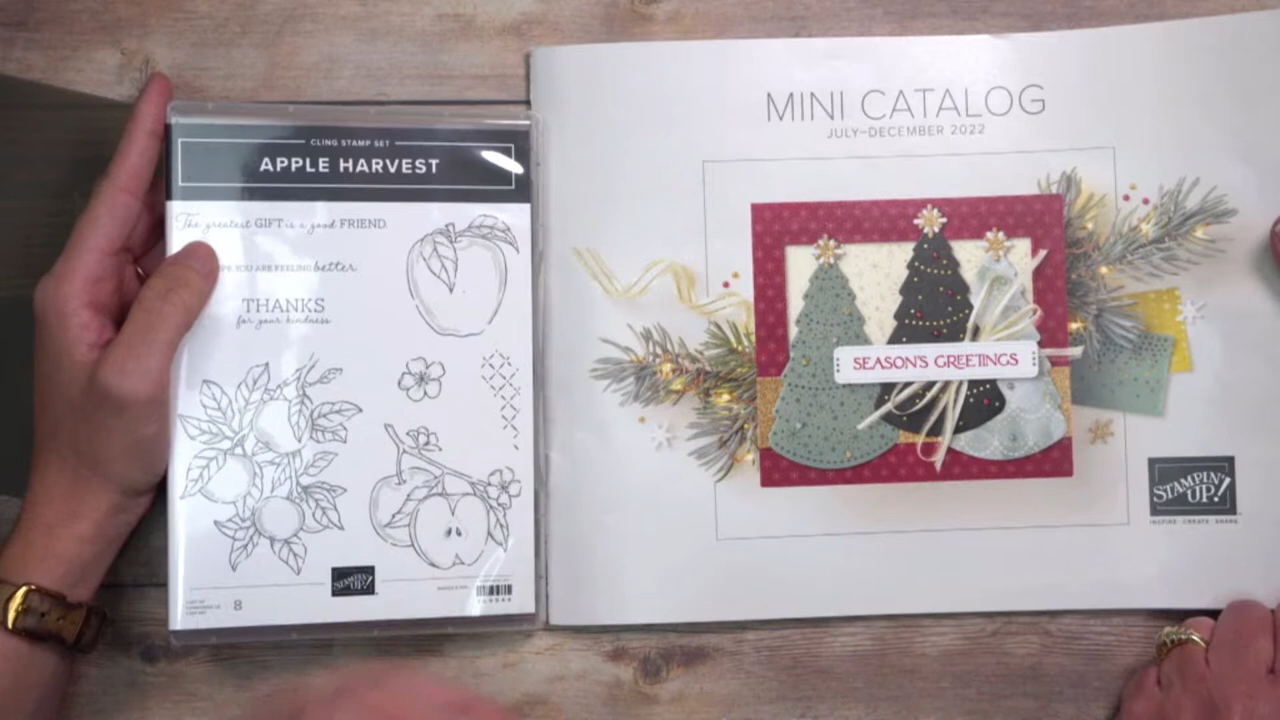 CLING STAMP SET
APPLE HARVEST
The greatest GIFT is a good FRIEND.
YOU ARE FEELING better.
THANKS
for your kindness
STAMPIN' UP!
MINI CATALOG
JULY–DECEMBER 2022
SEASON'S GREETINGS
STAMPIN' UP!
INSPIRE · CREATE · SHARE